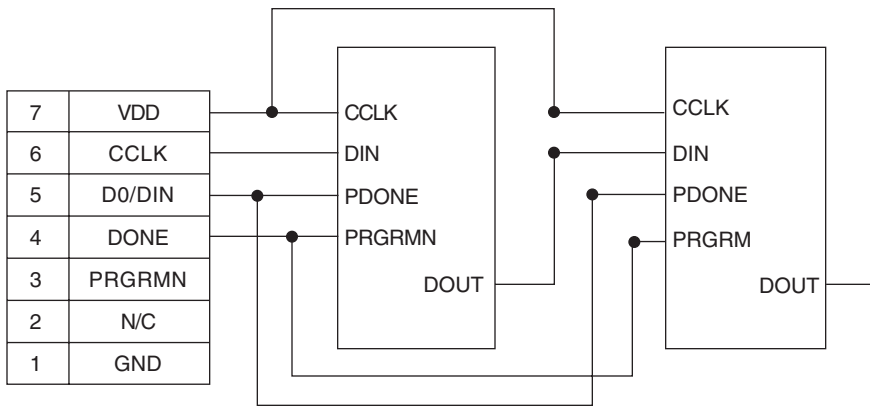 7 VDD
6 CCLK
5 D0/DIN
4 DONE
3 PRGRMN
2 N/C
1 GND
CCLK
DIN
PDONE
PRGRMN
DOUT
CCLK
DIN
PDONE
PRGRM
DOUT